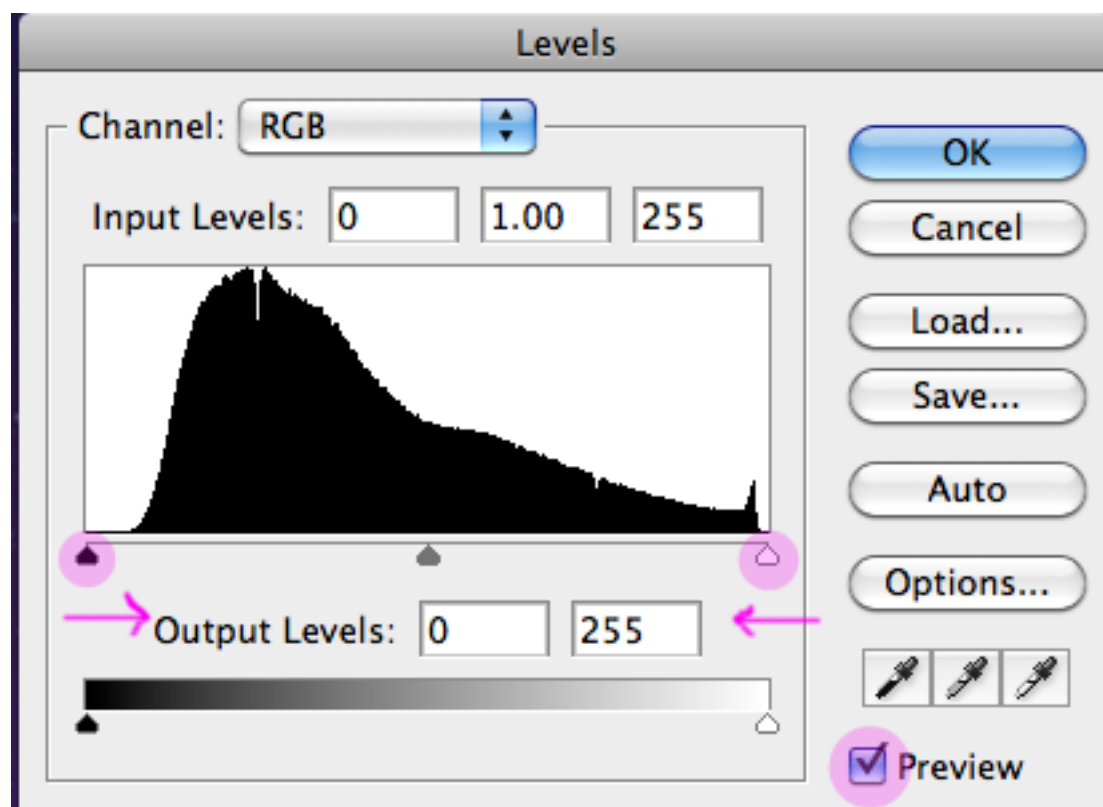 Levels
Channel: RGB
Input Levels: 0 1.00 255
Output Levels: 0 255
OK
Cancel
Load...
Save...
Auto
Options...
Preview